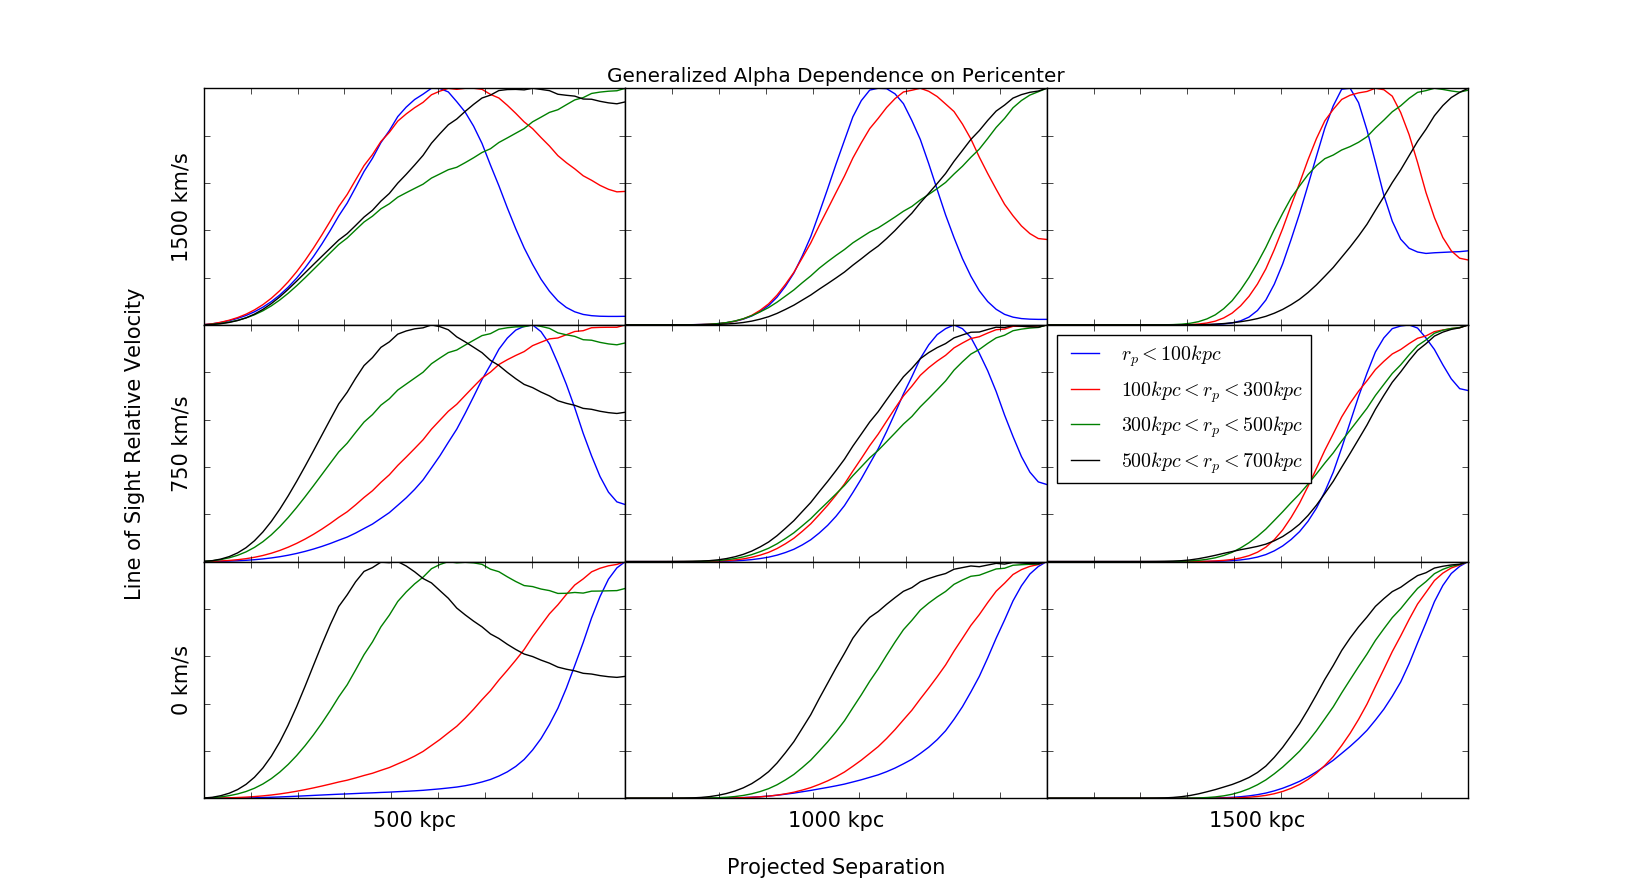 Generalized Alpha Dependence on Pericenter
Line of Sight Relative Velocity
1500 km/s
750 km/s
0 km/s
r_p < 100kpc
100kpc < r_p < 300kpc
300kpc < r_p < 500kpc
500kpc < r_p < 700kpc
500 kpc
1000 kpc
1500 kpc
Projected Separation